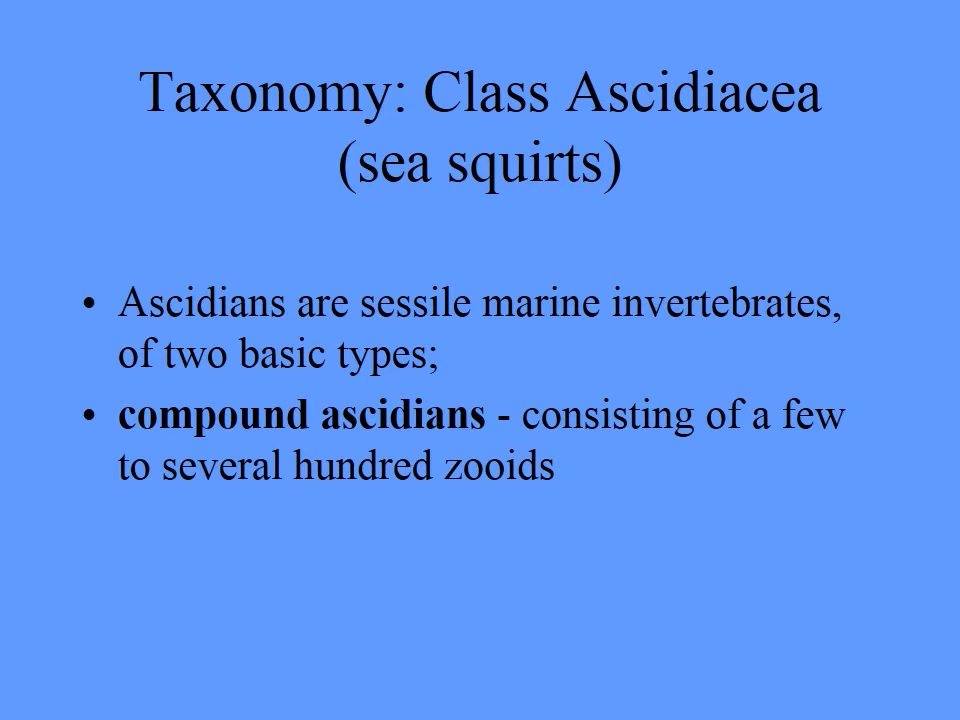 Taxonomy: Class Ascidiacea
(sea squirts)
• Ascidians are sessile marine invertebrates,
of two basic types;
• compound ascidians - consisting of a few
to several hundred zooids